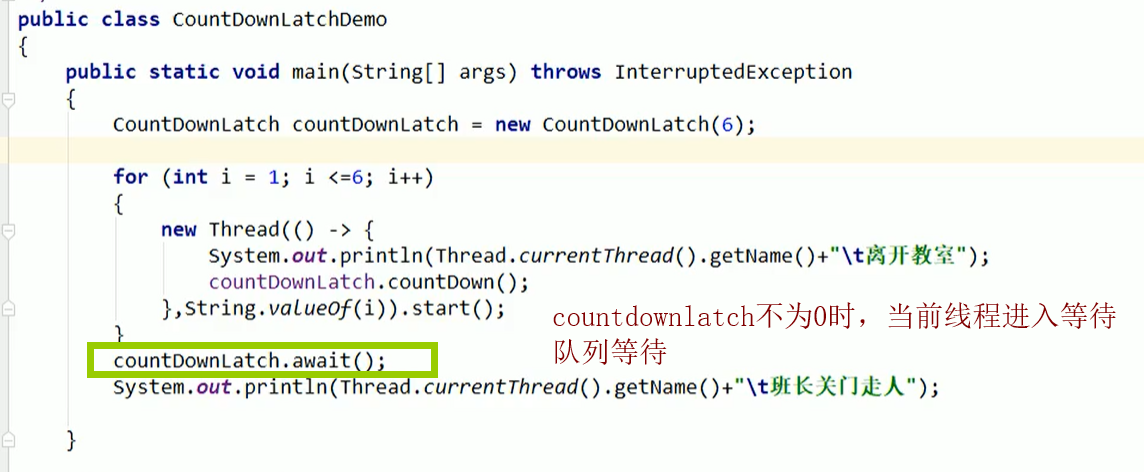 public class CountDownLatchDemo
{
public static void main(String[] args) throws InterruptedException
{
CountDownLatch countDownLatch = new CountDownLatch(6);
for (int i = 1; i <=6; i++)
{
new Thread(() -> {
System.out.println(Thread.currentThread().getName()+"\t离开教室");
countDownLatch.countDown();
},String.valueOf(i)).start();
}
countdownlatch不为0时，当前线程进入等待
队列等待
countDownLatch.await();
System.out.println(Thread.currentThread().getName()+"\t班长关门走人");
}